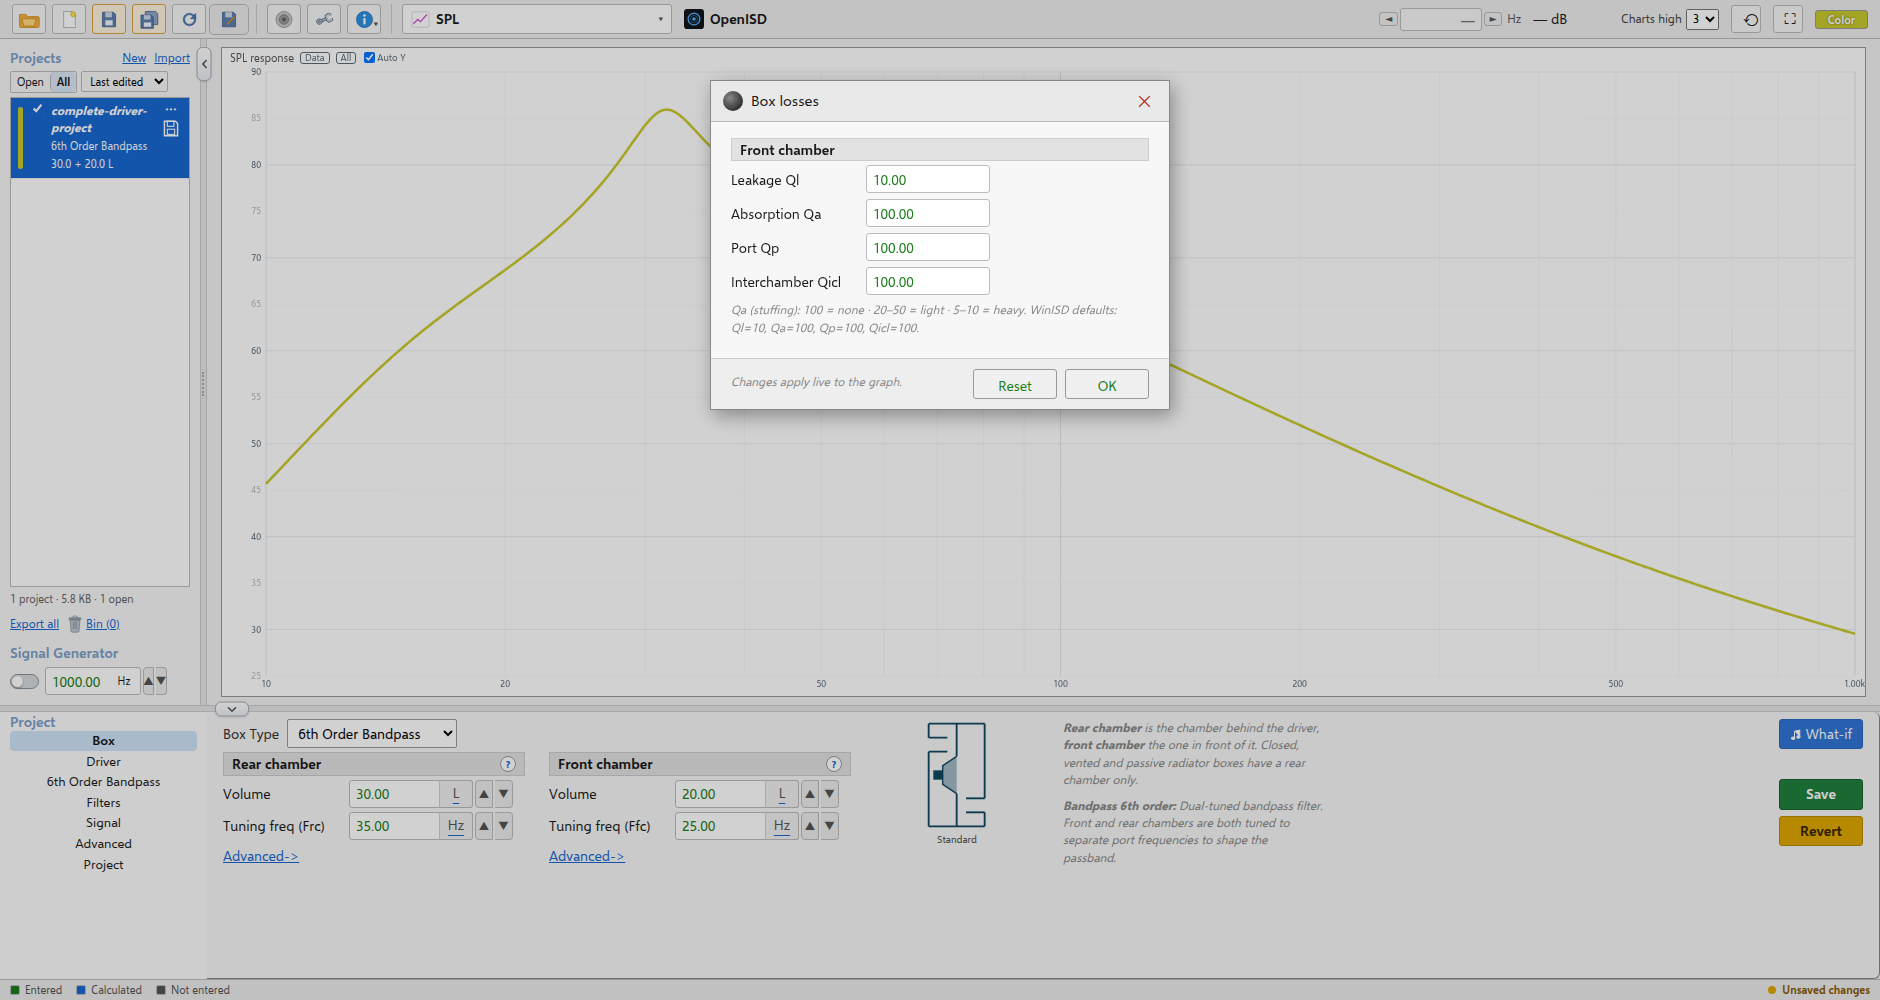 SPL
OpenISD
—
Hz
— dB
Charts high
3
Color
Projects
New
Import
Open
All
Last edited
complete-driver-
project
6th Order Bandpass
30.0 + 20.0 L
1 project · 5.8 KB · 1 open
Export all
Bin (0)
Signal Generator
1000.00 Hz
SPL response
Data
All
Auto Y
90
85
80
75
70
65
60
55
50
45
40
35
30
25
10
20
50
100
200
500
1.00k
Box losses
Front chamber
Leakage Ql
10.00
Absorption Qa
100.00
Port Qp
100.00
Interchamber Qicl
100.00
Qa (stuffing): 100 = none · 20–50 = light · 5–10 = heavy. WinISD defaults:
Ql=10, Qa=100, Qp=100, Qicl=100.
Changes apply live to the graph.
Reset
OK
Project
Box
Driver
6th Order Bandpass
Filters
Signal
Advanced
Project
Box Type
6th Order Bandpass
Rear chamber
?
Volume
30.00
L
Tuning freq (Frc)
35.00
Hz
Advanced->
Front chamber
?
Volume
20.00
L
Tuning freq (Ffc)
25.00
Hz
Advanced->
Standard
Rear chamber is the chamber behind the driver,
front chamber the one in front of it. Closed,
vented and passive radiator boxes have a rear
chamber only.
Bandpass 6th order: Dual-tuned bandpass filter.
Front and rear chambers are both tuned to
separate port frequencies to shape the
passband.
What-if
Save
Revert
Entered
Calculated
Not entered
Unsaved changes